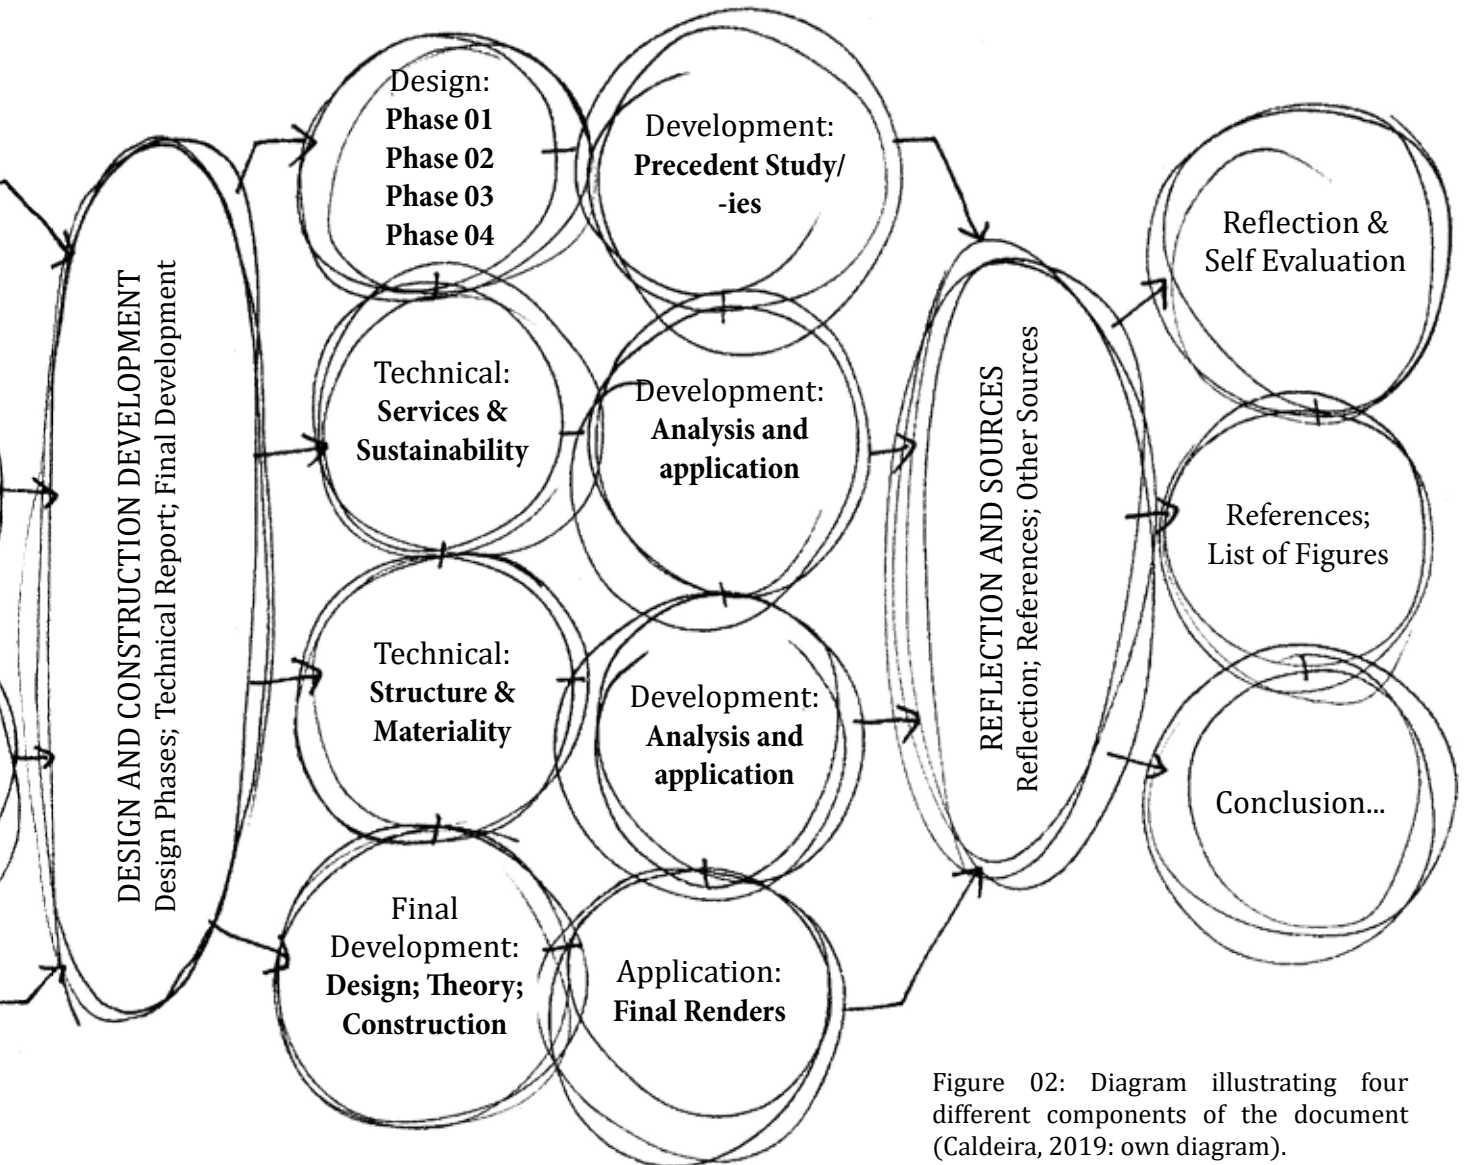 DESIGN AND CONSTRUCTION DEVELOPMENT
Design Phases; Technical Report; Final Development
Design:
Phase 01
Phase 02
Phase 03
Phase 04
Technical:
Services &
Sustainability
Technical:
Structure &
Materiality
Final
Development:
Design; Theory;
Construction
Development:
Precedent Study/
-ies
Development:
Analysis and
application
Development:
Analysis and
application
Application:
Final Renders
REFLECTION AND SOURCES
Reflection; References; Other Sources
Reflection &
Self Evaluation
References;
List of Figures
Conclusion...
Figure 02: Diagram illustrating four
different components of the document
(Caldeira, 2019: own diagram).